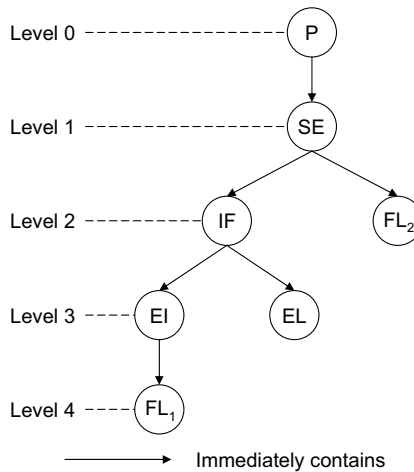 Level 0 P
Level 1 SE
Level 2 IF FL₂
Level 3 EI EL
Level 4 FL₁
Immediately contains